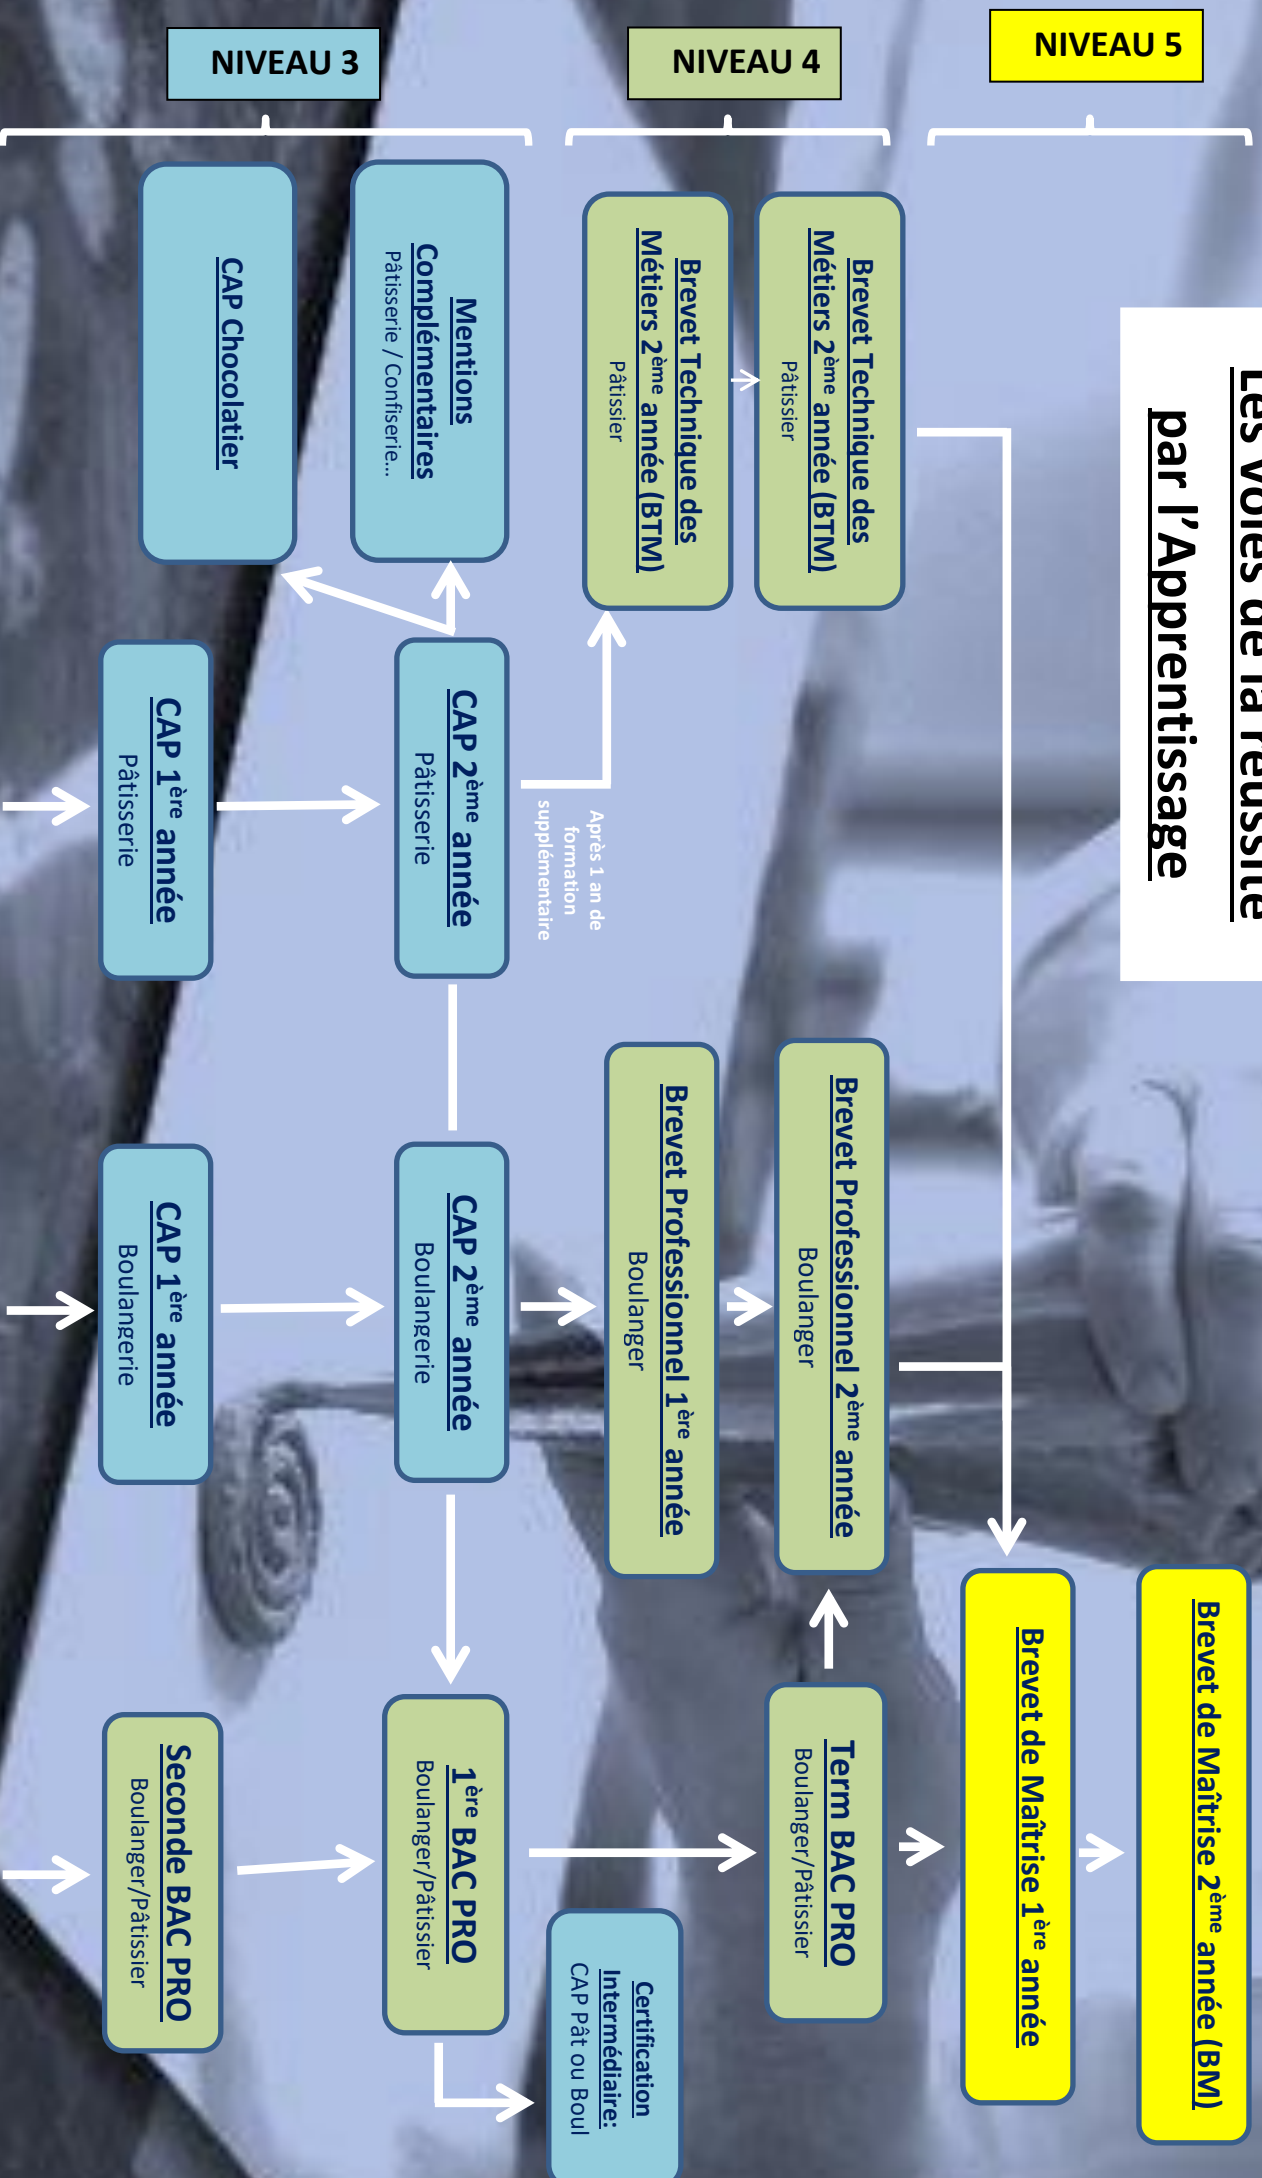 Les voies de la réussite
par l'Apprentissage
NIVEAU 5
NIVEAU 4
NIVEAU 3
Brevet de Maîtrise 2ème année (BM)
Brevet de Maîtrise 1ère année
Brevet Technique des
Métiers 2ème année (BTM)
Pâtissier
Brevet Professionnel 2ème année
Boulanger
Term BAC PRO
Boulanger/Pâtissier
Brevet Technique des
Métiers 2ème année (BTM)
Pâtissier
Brevet Professionnel 1ère année
Boulanger
Certification
Intermédiaire:
CAP Pât ou Boul
Après 1 an de
formation
supplémentaire
Mentions
Complémentaires
Pâtisserie / Confiserie...
CAP 2ème année
Pâtisserie
CAP 2ème année
Boulangerie
1ère BAC PRO
Boulanger/Pâtissier
CAP Chocolatier
CAP 1ère année
Pâtisserie
CAP 1ère année
Boulangerie
Seconde BAC PRO
Boulanger/Pâtissier